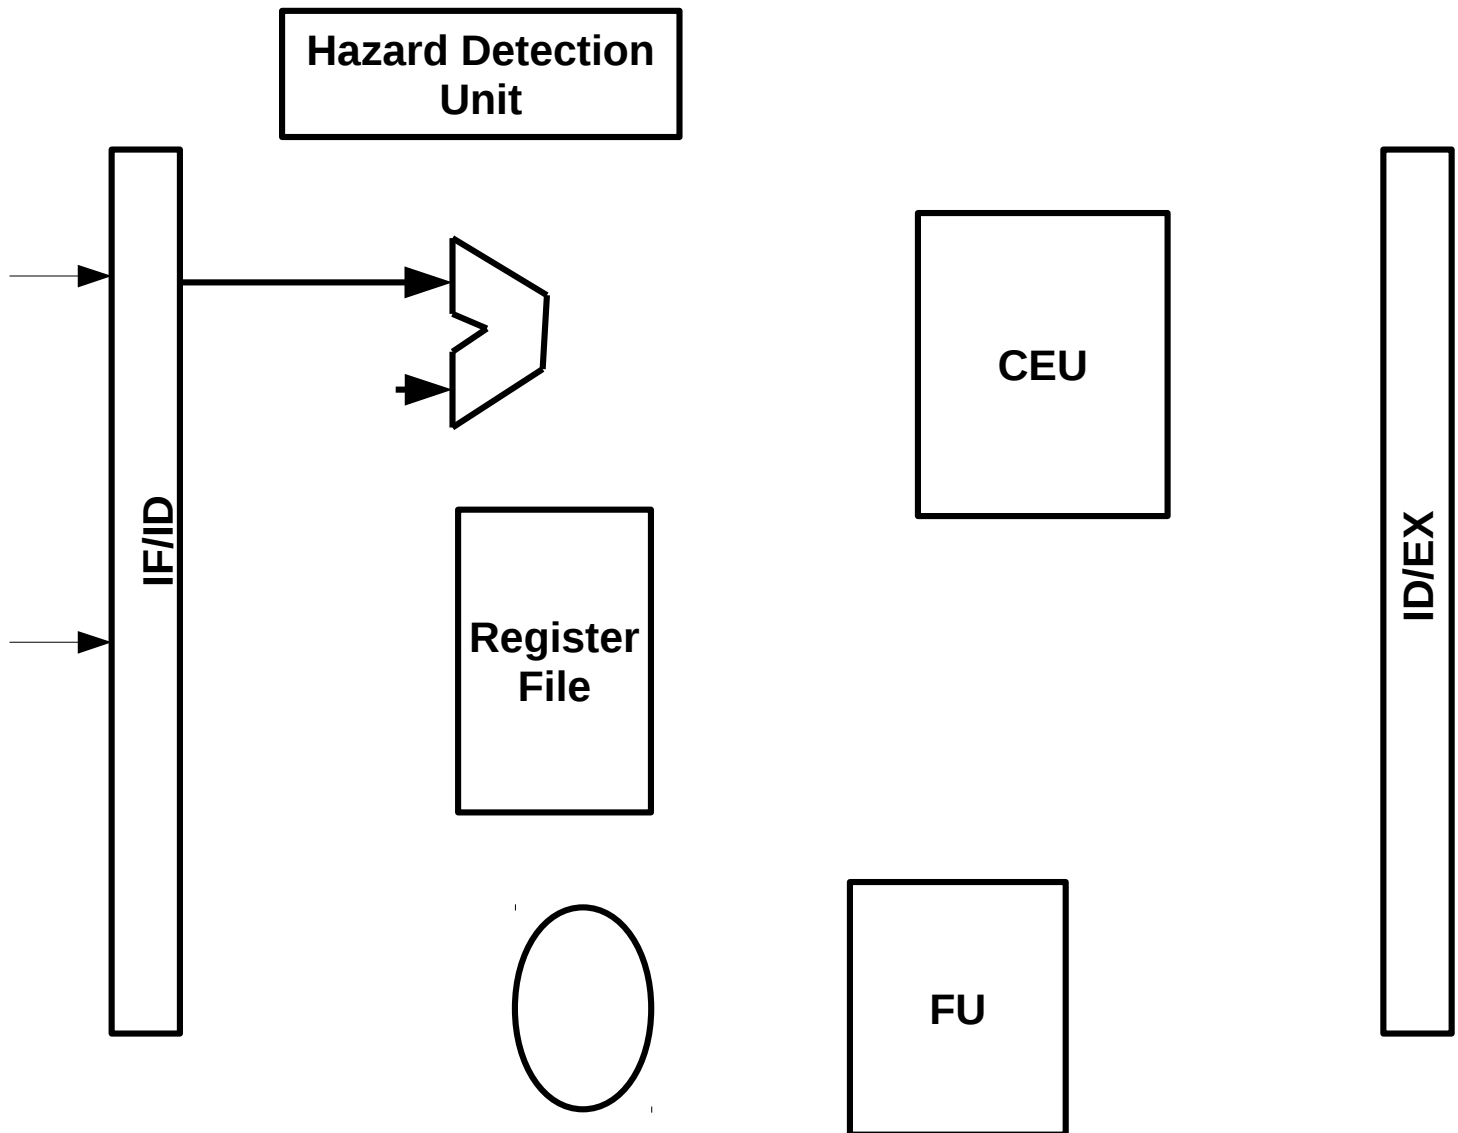 Hazard Detection
Unit
CEU
IF/ID
ID/EX
Register
File
FU